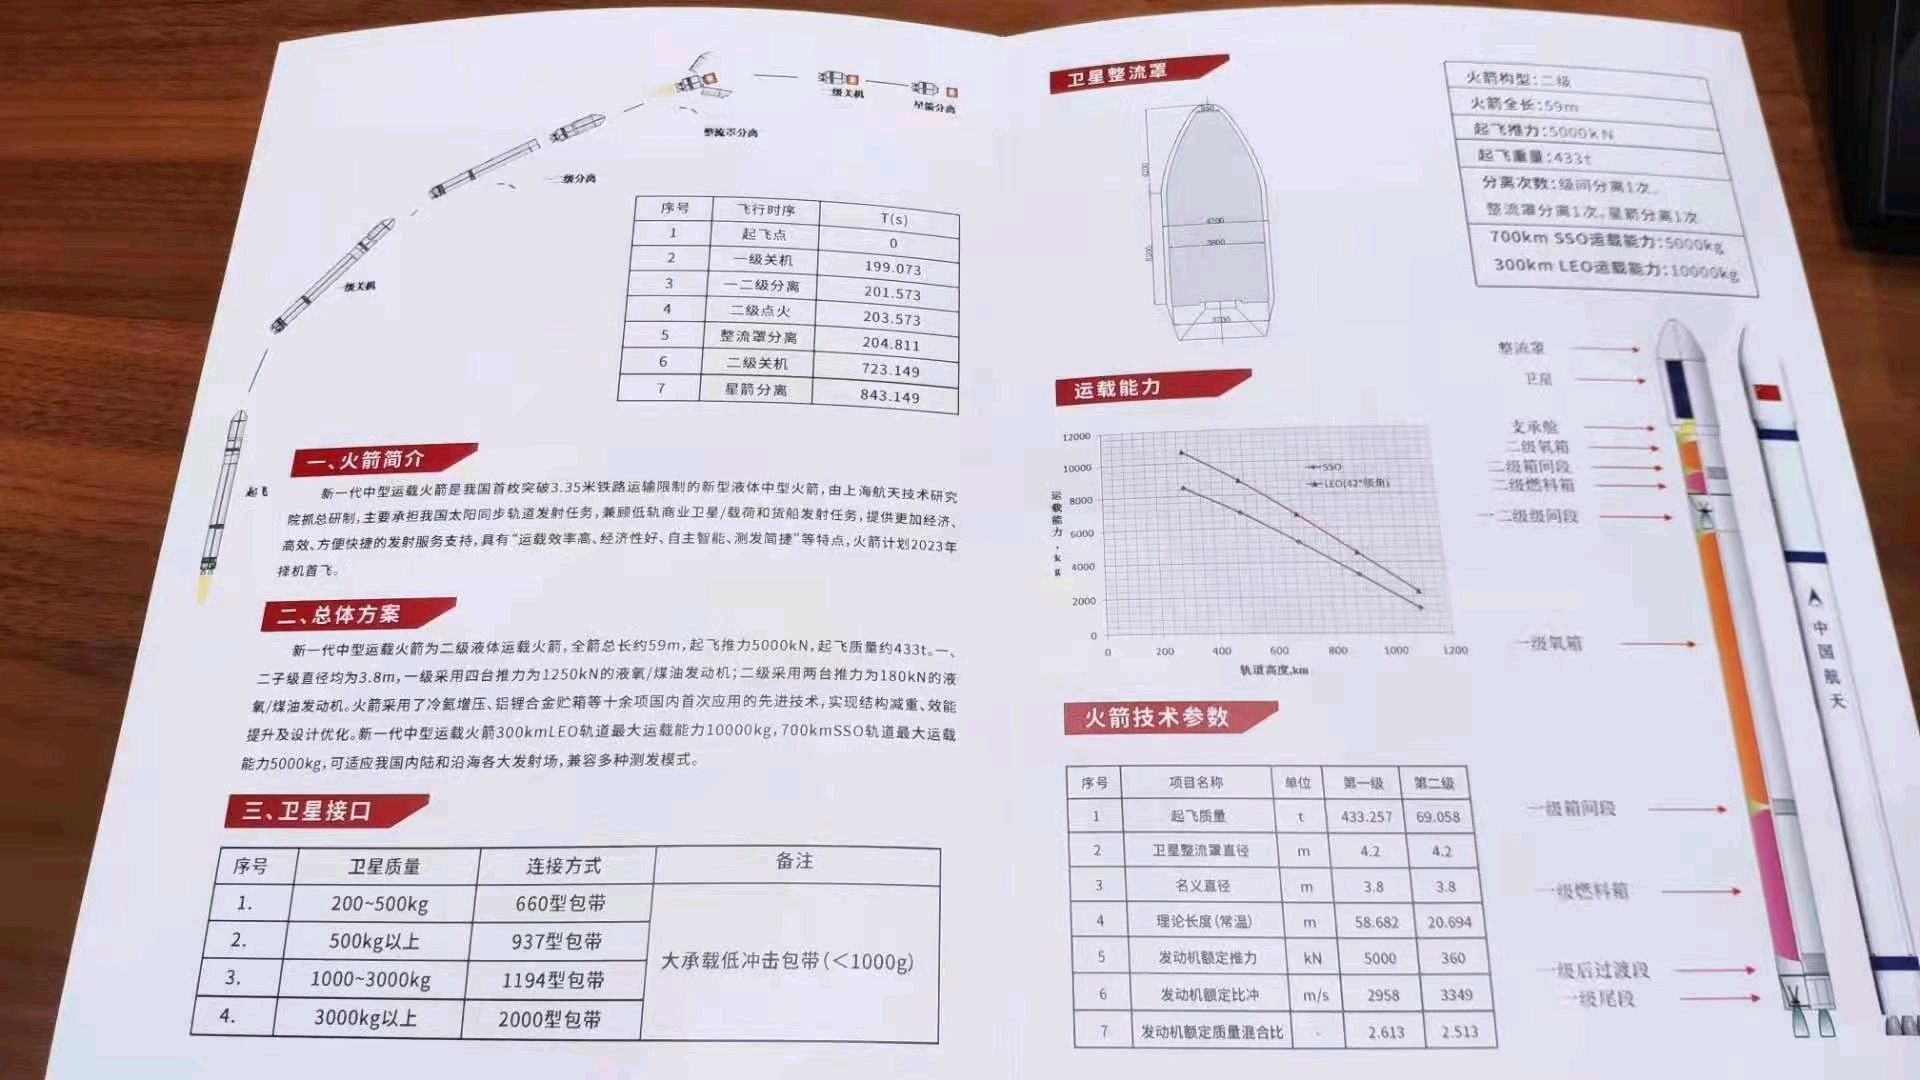 整流罩分离
二级关机
星箭分离
一二级分离
一级关机
起飞
序号 飞行时序 T(s)
1 起飞点 0
2 一级关机 199.073
3 一二级分离 201.573
4 二级点火 203.573
5 整流罩分离 204.811
6 二级关机 723.149
7 星箭分离 843.149
一、火箭简介
新一代中型运载火箭是我国首枚突破3.35米铁路运输限制的新型液体中型火箭，由上海航天技术研究
院抓总研制，主要承担我国太阳同步轨道发射任务，兼顾低轨商业卫星/载荷和货船发射任务，提供更加经济、
高效、方便快捷的发射服务支持，具有“运载效率高、经济性好、自主智能、测发简捷”等特点，火箭计划2023年
择机首飞。
二、总体方案
新一代中型运载火箭为二级液体运载火箭，全箭总长约59m，起飞推力5000kN，起飞质量约433t。一、
二子级直径均为3.8m，一级采用四台推力为1250kN的液氧/煤油发动机；二级采用两台推力为180kN的液
氧/煤油发动机。火箭采用了冷氦增压、铝锂合金贮箱等十余项国内首次应用的先进技术，实现结构减重、效能
提升及设计优化。新一代中型运载火箭300kmLEO轨道最大运载能力10000kg，700kmSSO轨道最大运载
能力5000kg，可适应我国内陆和沿海各大发射场，兼容多种测发模式。
三、卫星接口
序号 卫星质量 连接方式 备注
1. 200~500kg 660型包带
2. 500kg以上 937型包带
大承载低冲击包带（＜1000g）
3. 1000~3000kg 1194型包带
4. 3000kg以上 2000型包带
卫星整流罩
4200
3800
火箭构型：二级
火箭全长：59m
起飞推力：5000kN
起飞重量：433t
分离次数：级间分离1次、
整流罩分离1次、星箭分离1次
700km SSO运载能力：5000kg
300km LEO运载能力：10000kg
运载能力
12000
10000
8000
6000
4000
2000
0
运载能力，kg
SSO
LEO(42°倾角)
0 200 400 600 800 1000 1200
轨道高度,km
火箭技术参数
序号 项目名称 单位 第一级 第二级
1 起飞质量 t 433.257 69.058
2 卫星整流罩直径 m 4.2 4.2
3 名义直径 m 3.8 3.8
4 理论长度（常温） m 58.682 20.694
5 发动机额定推力 kN 5000 360
6 发动机额定比冲 m/s 2958 3349
7 发动机额定质量混合比 - 2.613 2.513
整流罩
卫星
支承舱
二级氧箱
二级箱间段
二级燃料箱
一二级级间段
一级氧箱
一级箱间段
一级燃料箱
一级后过渡段
一级尾段
中国航天